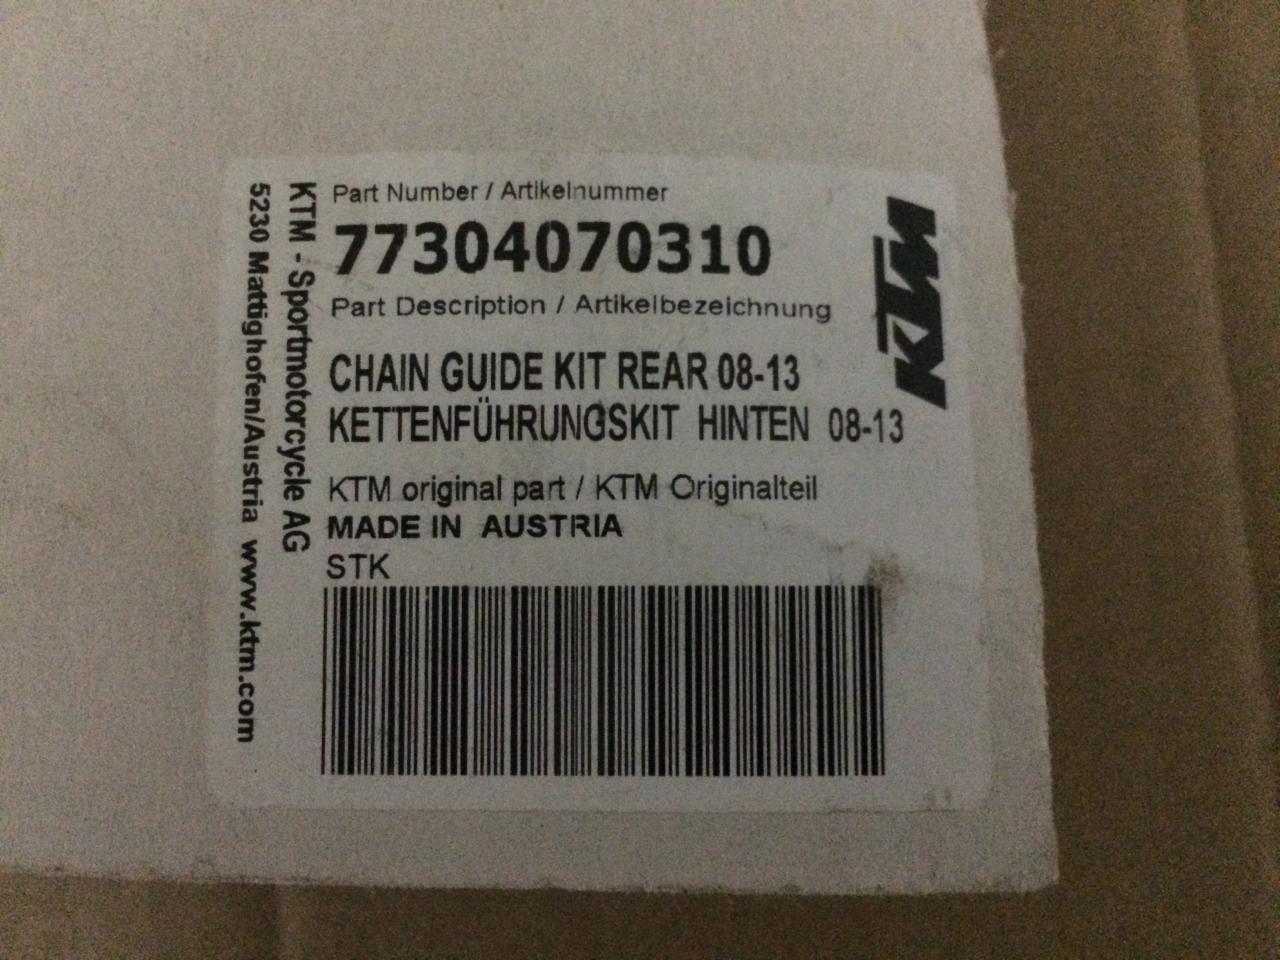 Part Number / Artikelnummer
77304070310
Part Description / Artikelbezeichnung
CHAIN GUIDE KIT REAR 08-13
KETTENFÜHRUNGSKIT HINTEN 08-13
KTM original part / KTM Originalteil
MADE IN AUSTRIA
STK
KTM - Sportmotorcycle AG
5230 Mattighofen/Austria www.ktm.com
KTM